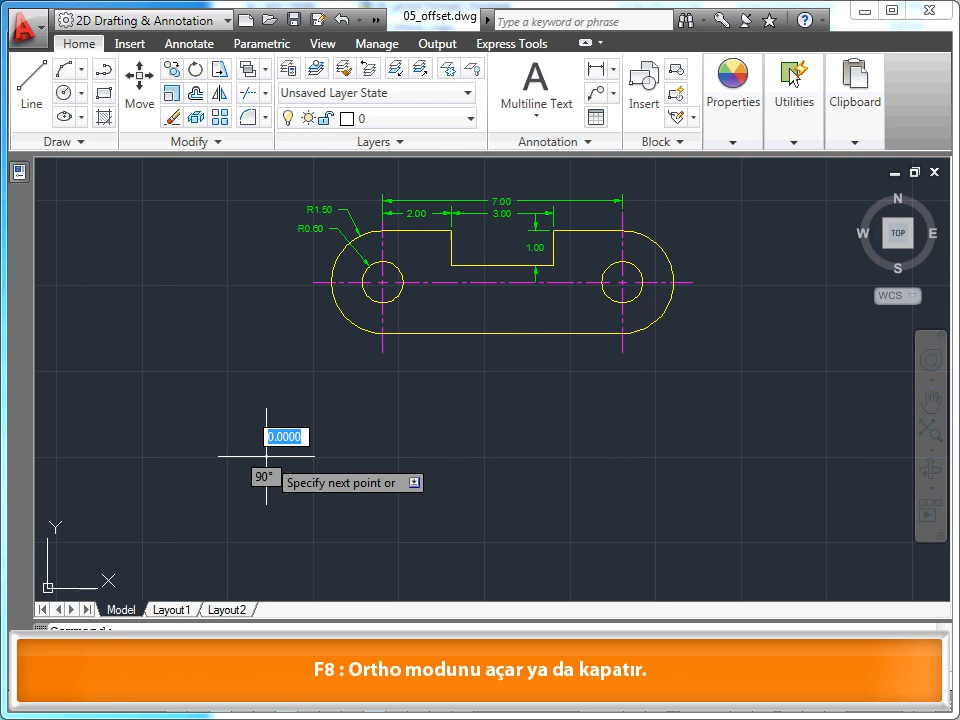 2D Drafting & Annotation
05_offset.dwg
Type a keyword or phrase
Home Insert Annotate Parametric View Manage Output Express Tools
Line
Move
Unsaved Layer State
0
Multiline Text
Insert
Properties
Utilities
Clipboard
Draw
Modify
Layers
Annotation
Block
R1.50
R0.60
7.00
2.00
3.00
1.00
N
W
TOP
E
S
WCS
0.0000
90°
Specify next point or
Y
X
Model
Layout1
Layout2
F8 : Ortho modunu açar ya da kapatır.